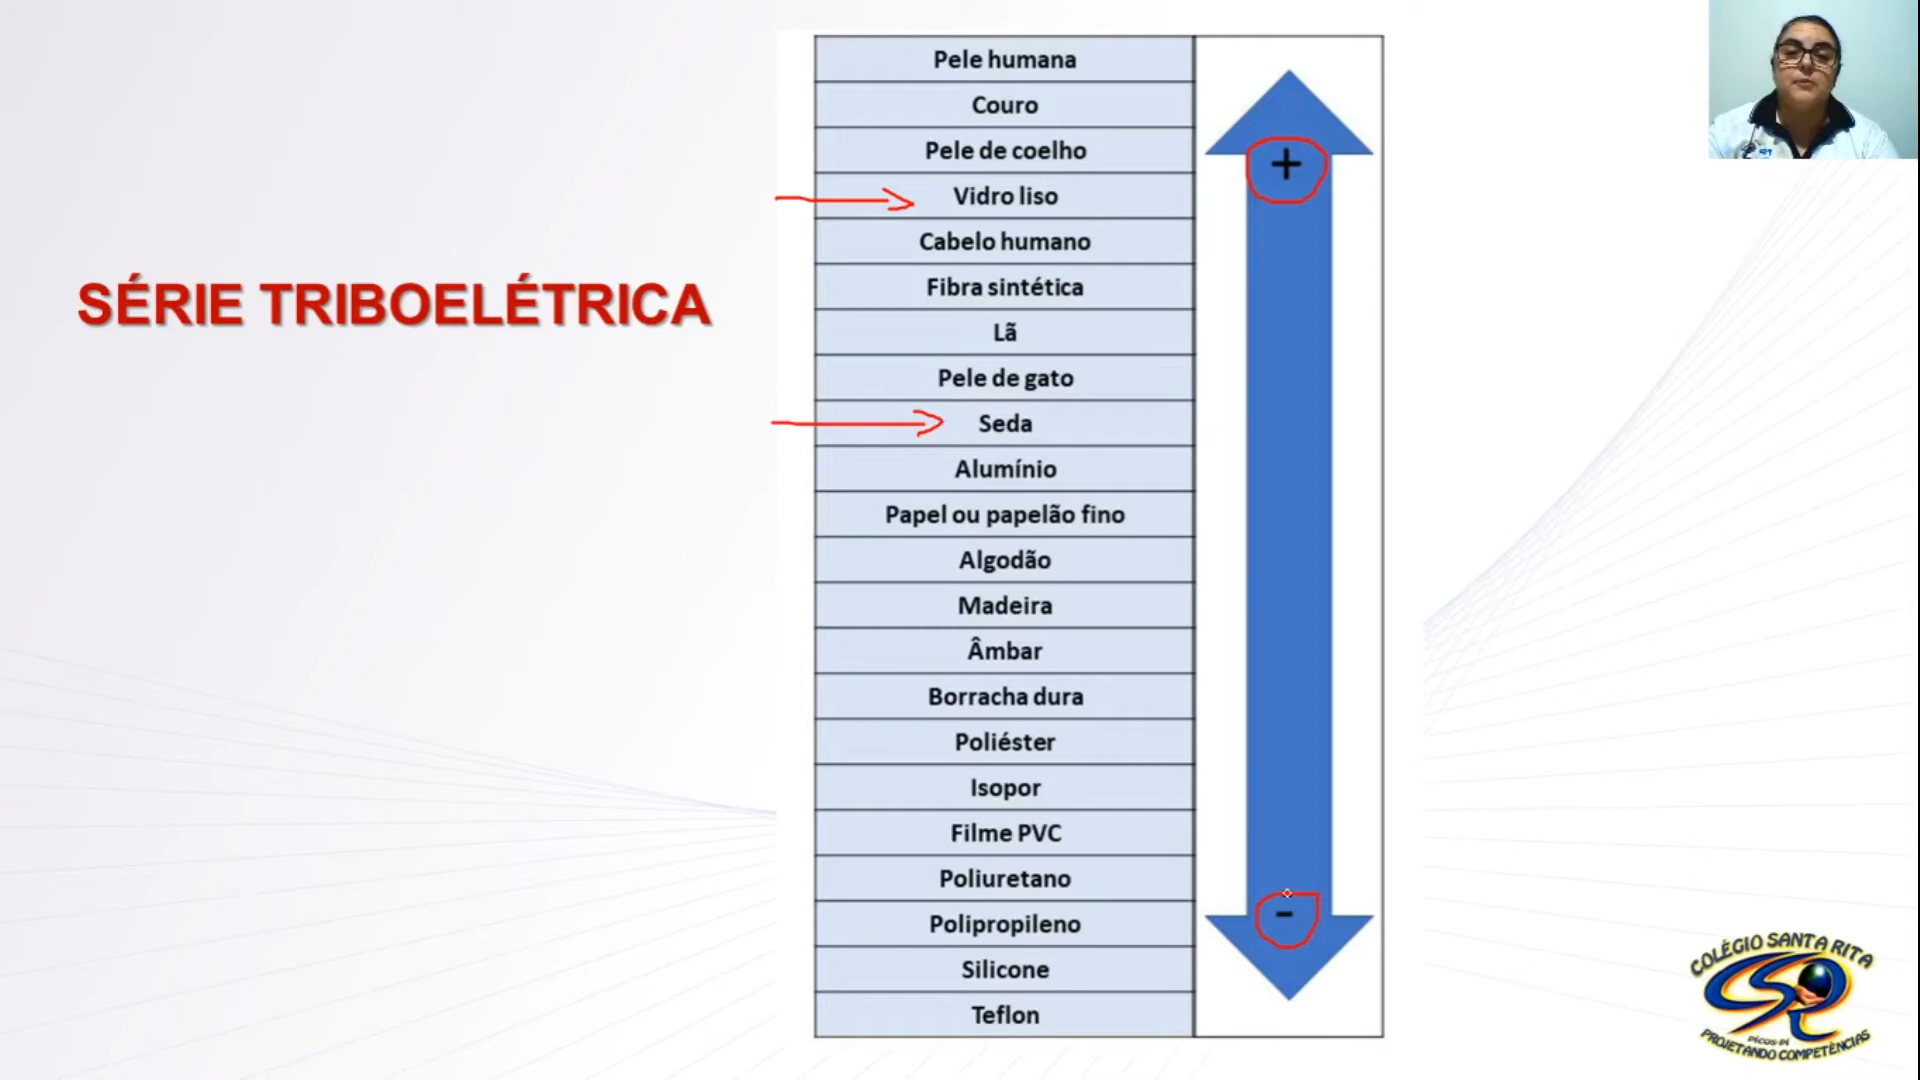 SÉRIE TRIBOELÉTRICA
Pele humana
Couro
Pele de coelho
Vidro liso
Cabelo humano
Fibra sintética
Lã
Pele de gato
Seda
Alumínio
Papel ou papelão fino
Algodão
Madeira
Âmbar
Borracha dura
Poliéster
Isopor
Filme PVC
Poliuretano
Polipropileno
Silicone
Teflon
+
-
COLÉGIO SANTA RITA
PICOS-PI
PROJETANDO COMPETÊNCIAS